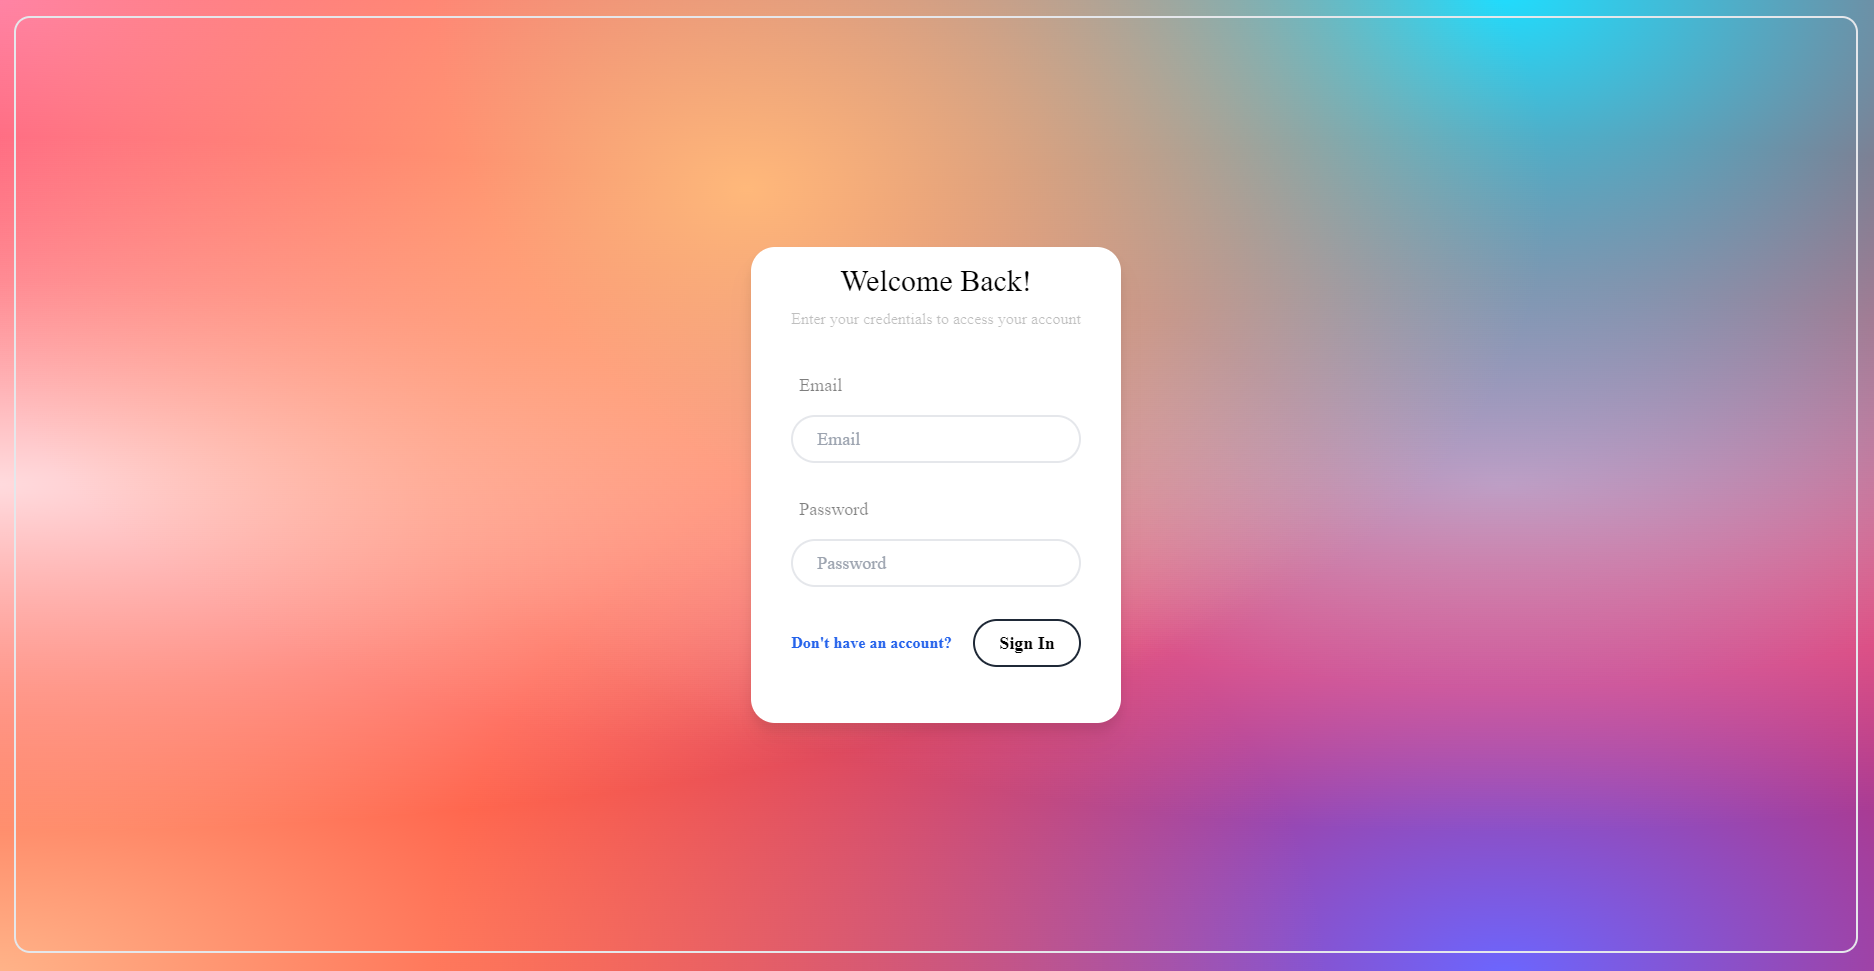 Welcome Back!
Enter your credentials to access your account
Email
Email
Password
Password
Don't have an account? Sign In